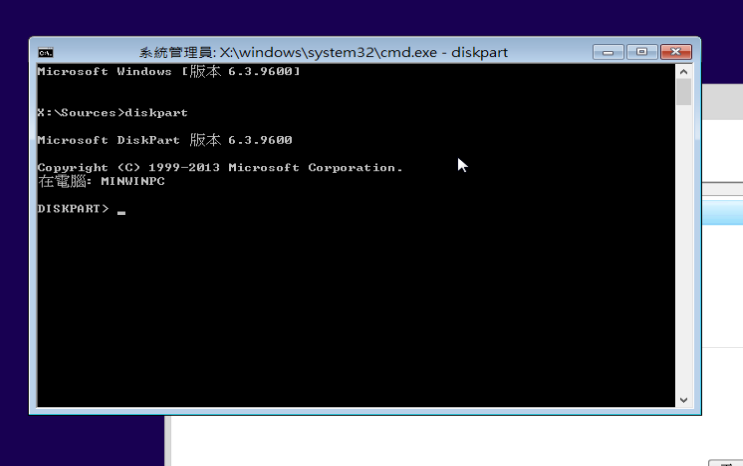 系統管理員: X:\windows\system32\cmd.exe - diskpart
Microsoft Windows [版本 6.3.9600]
X:\Sources>diskpart
Microsoft DiskPart 版本 6.3.9600
Copyright (C) 1999-2013 Microsoft Corporation.
在電腦: MINWINPC
DISKPART> _